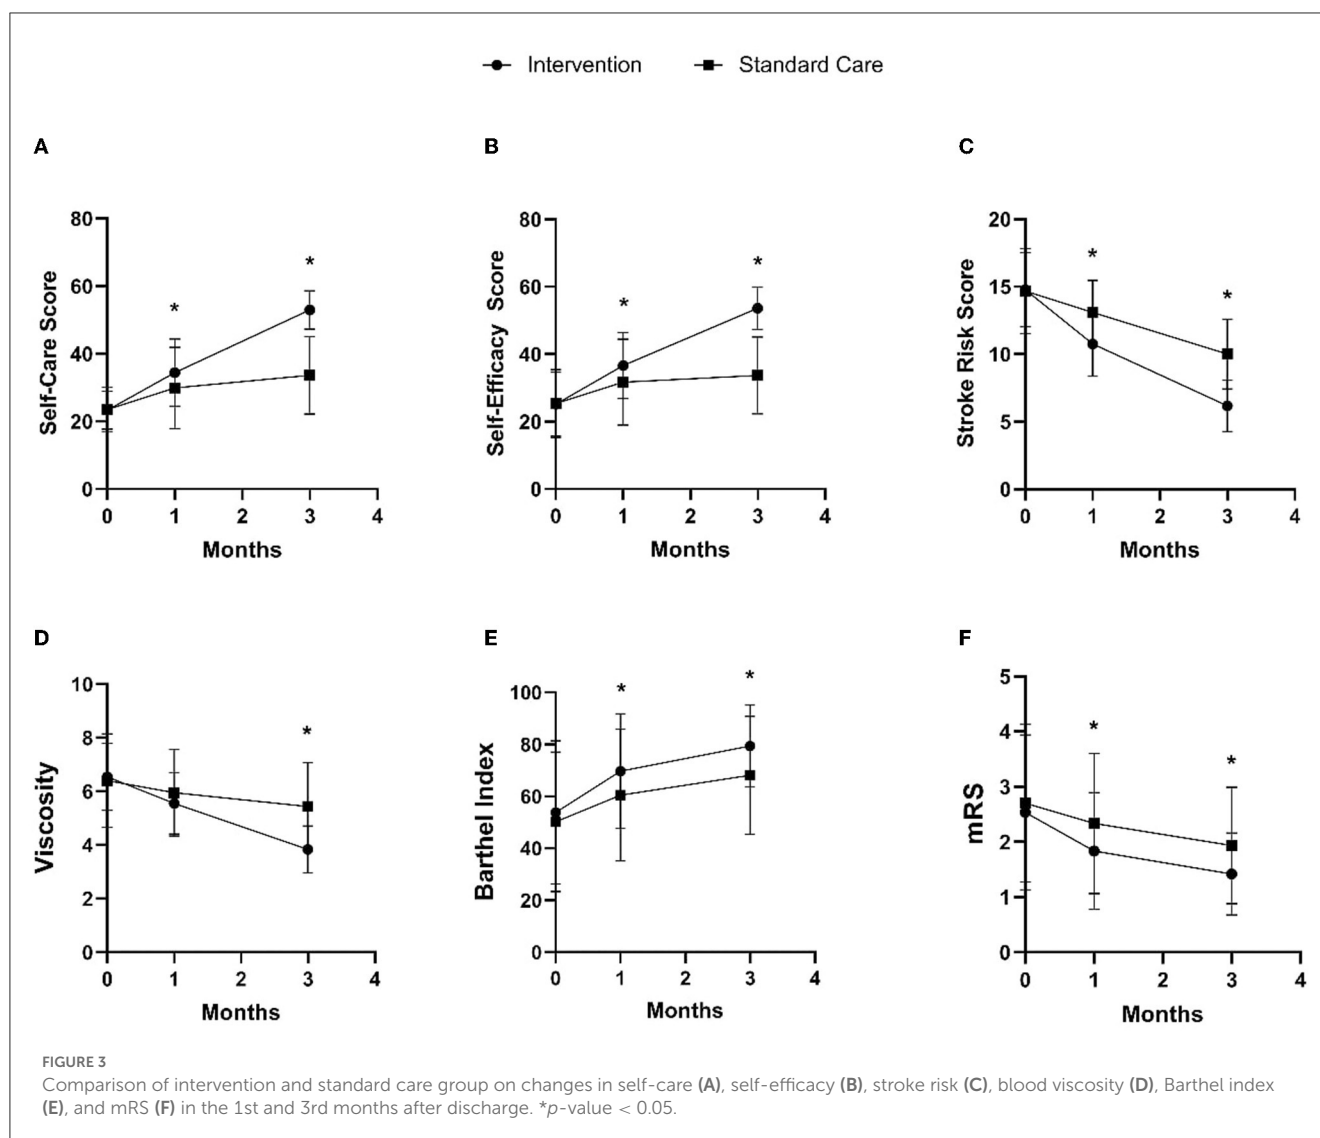 Intervention
Standard Care
A
B
C
80
60
40
20
0
Self-Care Score
*
*
0 1 2 3 4
Months
80
60
40
20
0
Self-Efficacy Score
*
*
0 1 2 3 4
Months
20
15
10
5
0
Stroke Risk Score
*
*
0 1 2 3 4
Months
D
E
F
10
8
6
4
2
0
Viscosity
*
0 1 2 3 4
Months
100
80
60
40
20
0
Barthel Index
*
*
0 1 2 3 4
Months
5
4
3
2
1
0
mRS
*
*
0 1 2 3 4
Months
FIGURE 3
Comparison of intervention and standard care group on changes in self-care (A), self-efficacy (B), stroke risk (C), blood viscosity (D), Barthel index
(E), and mRS (F) in the 1st and 3rd months after discharge. *p-value < 0.05.